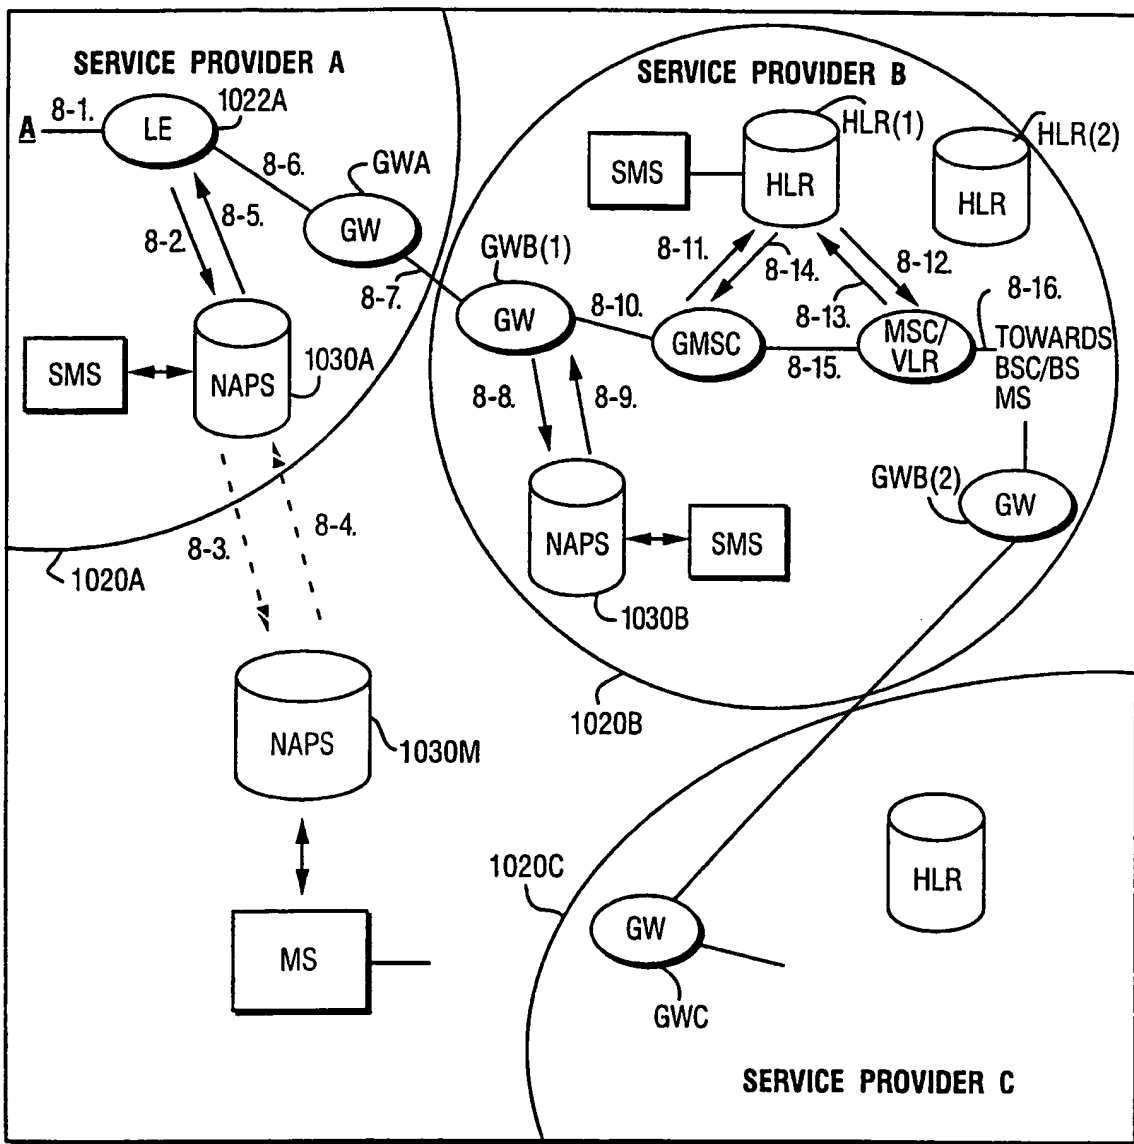 SERVICE PROVIDER A
SERVICE PROVIDER B
A
8-1.
LE
1022A
8-6.
GWA
GW
8-2.
8-5.
8-7.
SMS
NAPS
1030A
1020A
8-3.
8-4.
NAPS
1030M
MS
HLR(1)
HLR(2)
SMS
HLR
HLR
8-11.
8-14.
8-12.
8-13.
GWB(1)
GW
8-10.
GMSC
8-15.
MSC/
VLR
8-16.
TOWARDS
BSC/BS
MS
8-8.
8-9.
NAPS
SMS
1030B
GWB(2)
GW
1020B
1020C
GW
GWC
HLR
SERVICE PROVIDER C